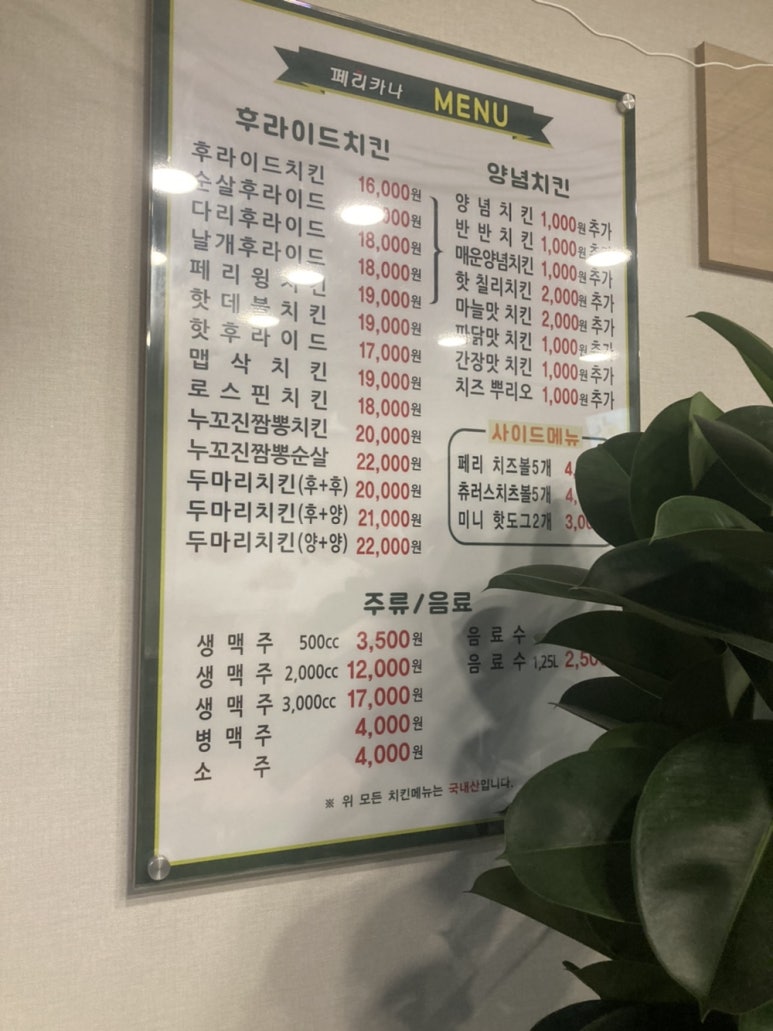 페리카나 MENU
후라이드치킨
후라이드치킨 16,000원
순살후라이드
다리후라이드 18,000원
날개후라이드 18,000원
페리윙치킨 19,000원
핫데블치킨 19,000원
핫후라이드 17,000원
맵삭치킨 19,000원
로스핀치킨 18,000원
누꼬진짬뽕치킨 20,000원
누꼬진짬뽕순살 22,000원
두마리치킨(후+후) 20,000원
두마리치킨(후+양) 21,000원
두마리치킨(양+양) 22,000원
양념치킨
양념치킨 1,000원추가
반반치킨 1,000원
매운양념치킨 1,000원추가
핫칠리치킨 2,000원추가
마늘맛치킨 2,000원추가
파닭맛치킨 1,000원
간장맛치킨 1,000원추가
치즈뿌리오 1,000원추가
사이드메뉴
페리 치즈볼5개
츄러스치츠볼5개
미니 핫도그2개
주류/음료
생맥주 500cc 3,500원
생맥주 2,000cc 12,000원
생맥주 3,000cc 17,000원
병맥주 4,000원
소주 4,000원
음료수
음료수 1,25L
※ 위 모든 치킨메뉴는 국내산입니다.